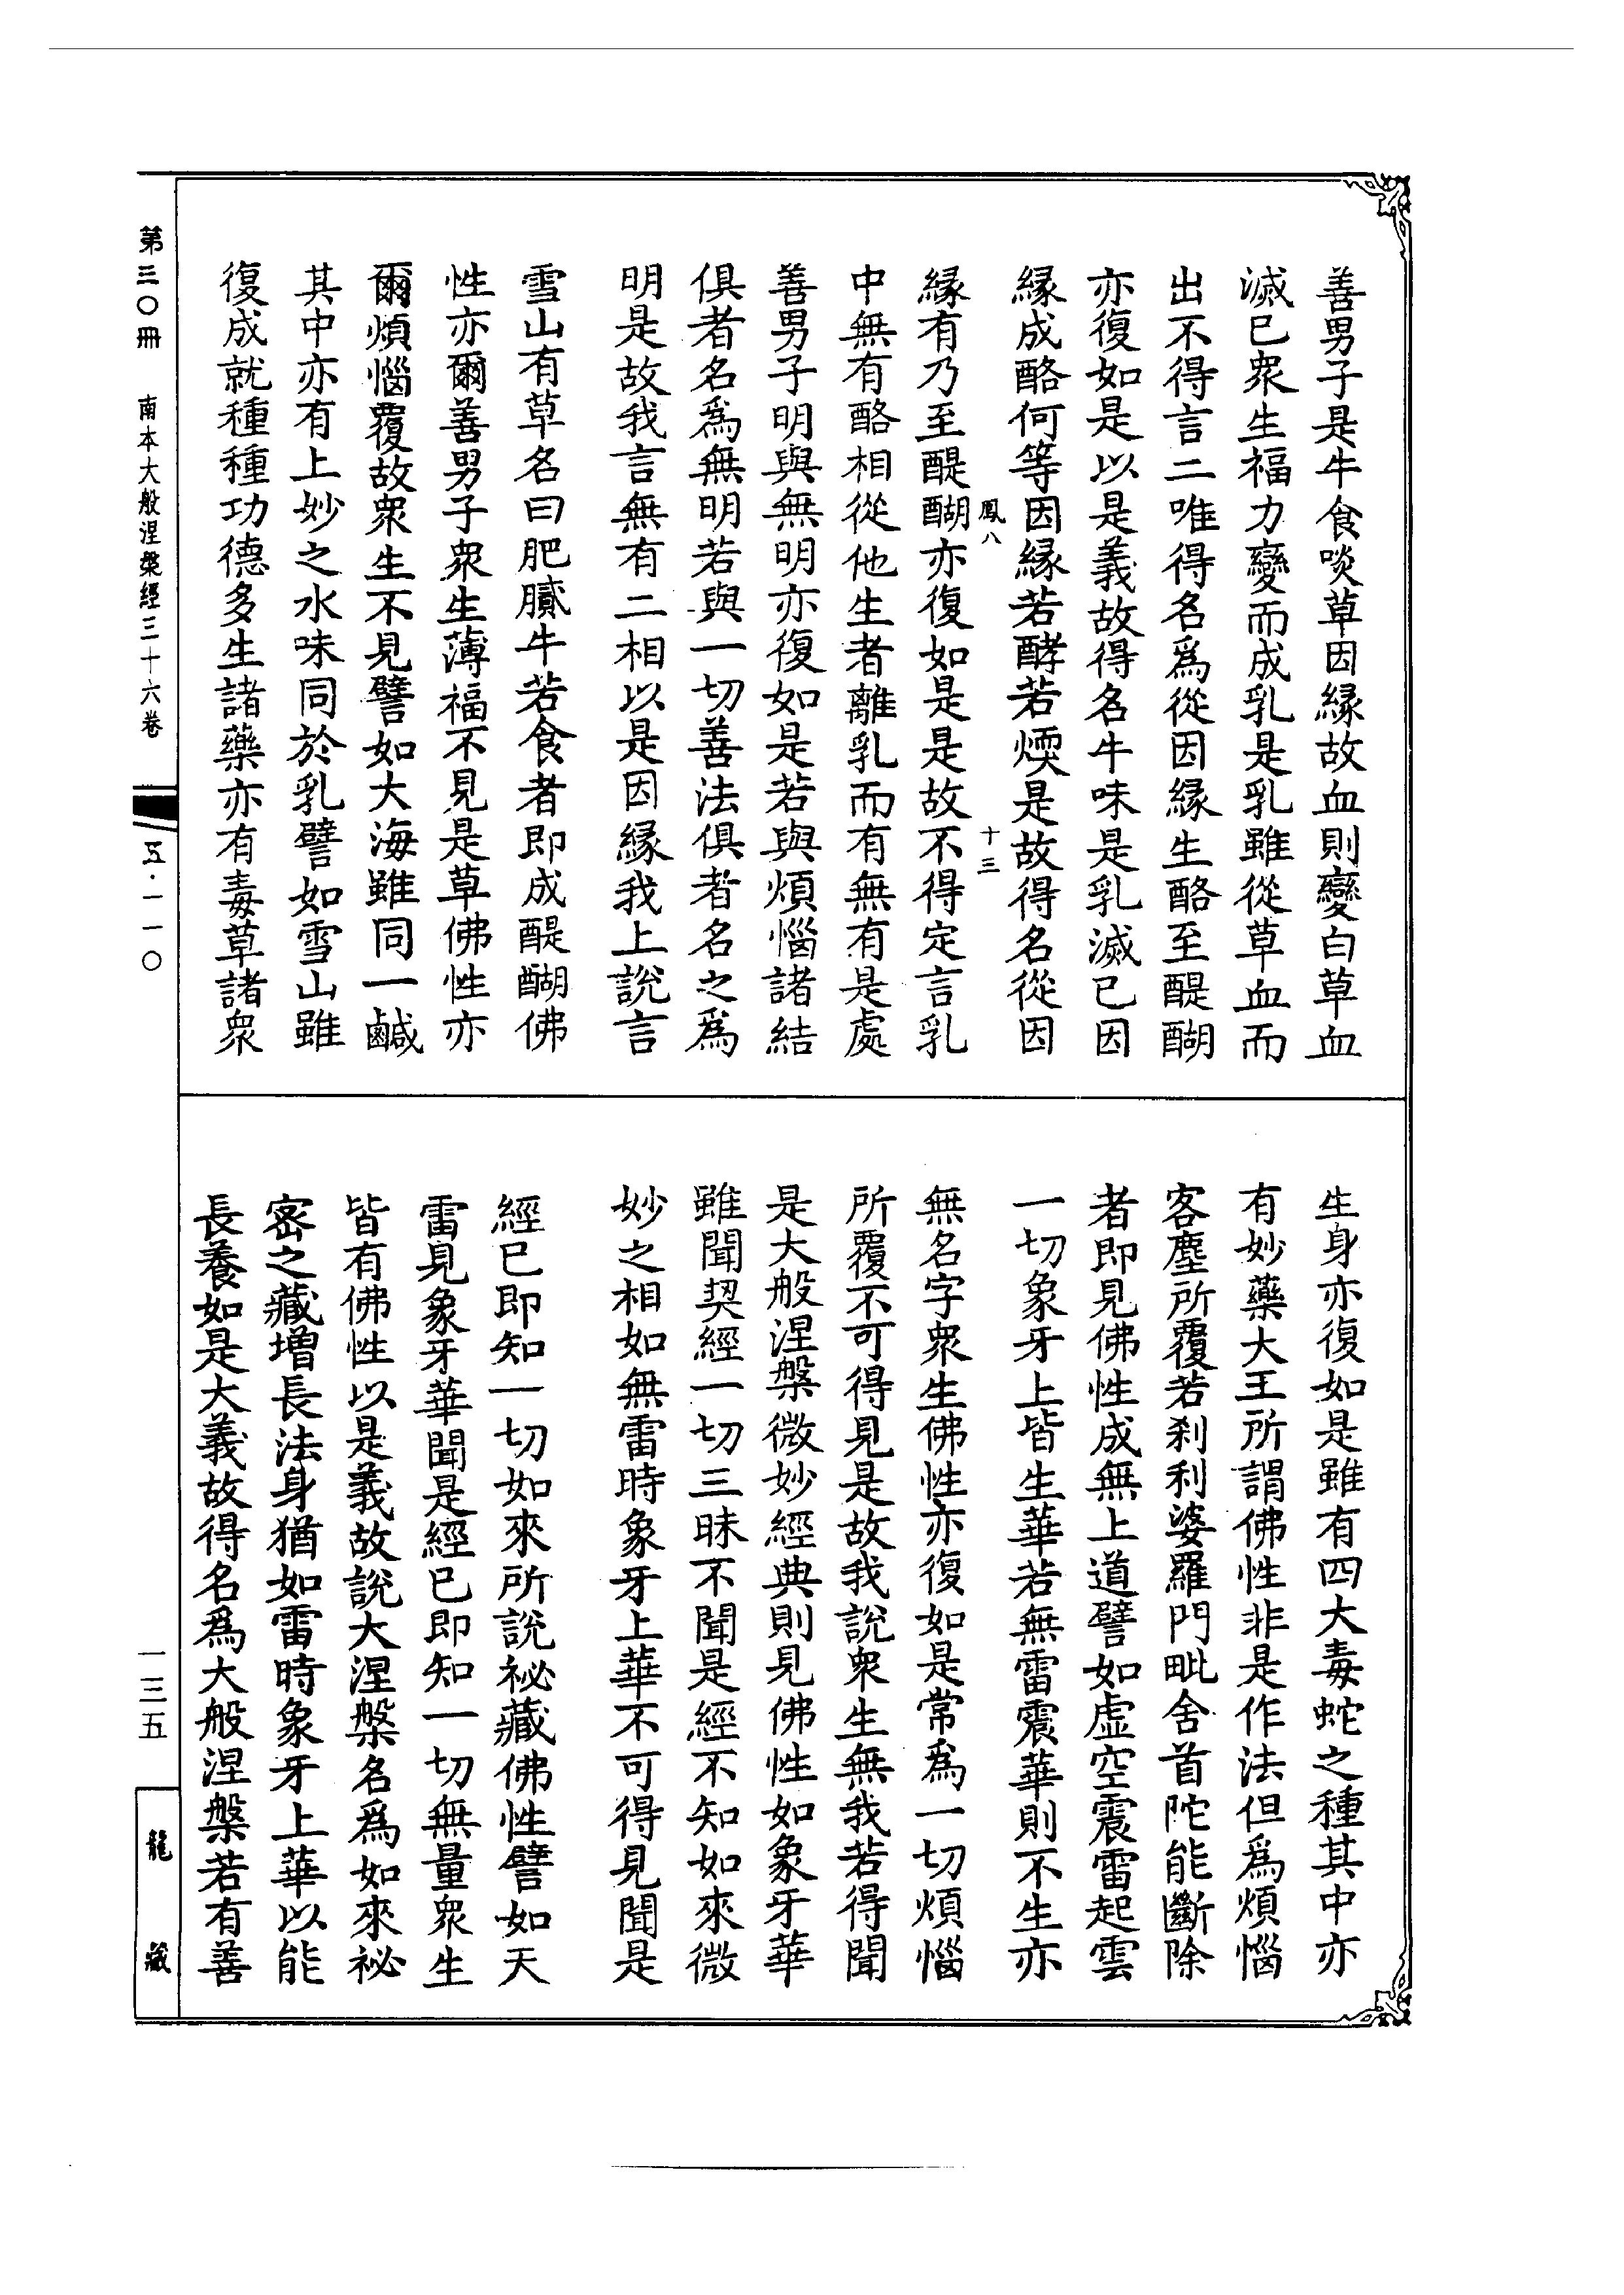 善男子是牛食啖草因縁故血則變白草血
滅已衆生福力變而成乳是乳雖從草血而
出不得言二唯得名爲從因縁生酪至醍醐
亦復如是以是義故得名牛味是乳滅已因
縁成酪何等因縁若酵若煗是故得名從因
鳳八 十三
縁有乃至醍醐亦復如是是故不得定言乳
中無有酪相從他生者離乳而有無有是處
善男子明與無明亦復如是若與煩惱諸結
俱者名爲無明若與一切善法俱者名之爲
明是故我言無有二相以是因縁我上說言
雪山有草名曰肥膩牛若食者即成醍醐佛
性亦爾善男子衆生薄福不見是草佛性亦
爾煩惱覆故衆生不見譬如大海雖同一鹹
其中亦有上妙之水味同於乳譬如雪山雖
復成就種種功德多生諸藥亦有毒草諸衆
生身亦復如是雖有四大毒蛇之種其中亦
有妙藥大王所謂佛性非是作法但爲煩惱
客塵所覆若刹利婆羅門毗舍首陀能斷除
者即見佛性成無上道譬如虛空震雷起雲
一切象牙上皆生華若無雷震華則不生亦
無名字衆生佛性亦復如是常爲一切煩惱
所覆不可得見是故我說衆生無我若得聞
是大般涅槃微妙經典則見佛性如象牙華
雖聞契經一切三昧不聞是經不知如來微
妙之相如無雷時象牙上華不可得見聞是
經已即知一切如來所說祕藏佛性譬如天
雷見象牙華聞是經已即知一切無量衆生
皆有佛性以是義故說大涅槃名爲如來祕
密之藏增長法身猶如雷時象牙上華以能
長養如是大義故得名爲大般涅槃若有善
第三〇冊 南本大般涅槃經三十六卷
五·一一〇
一三五
龍藏